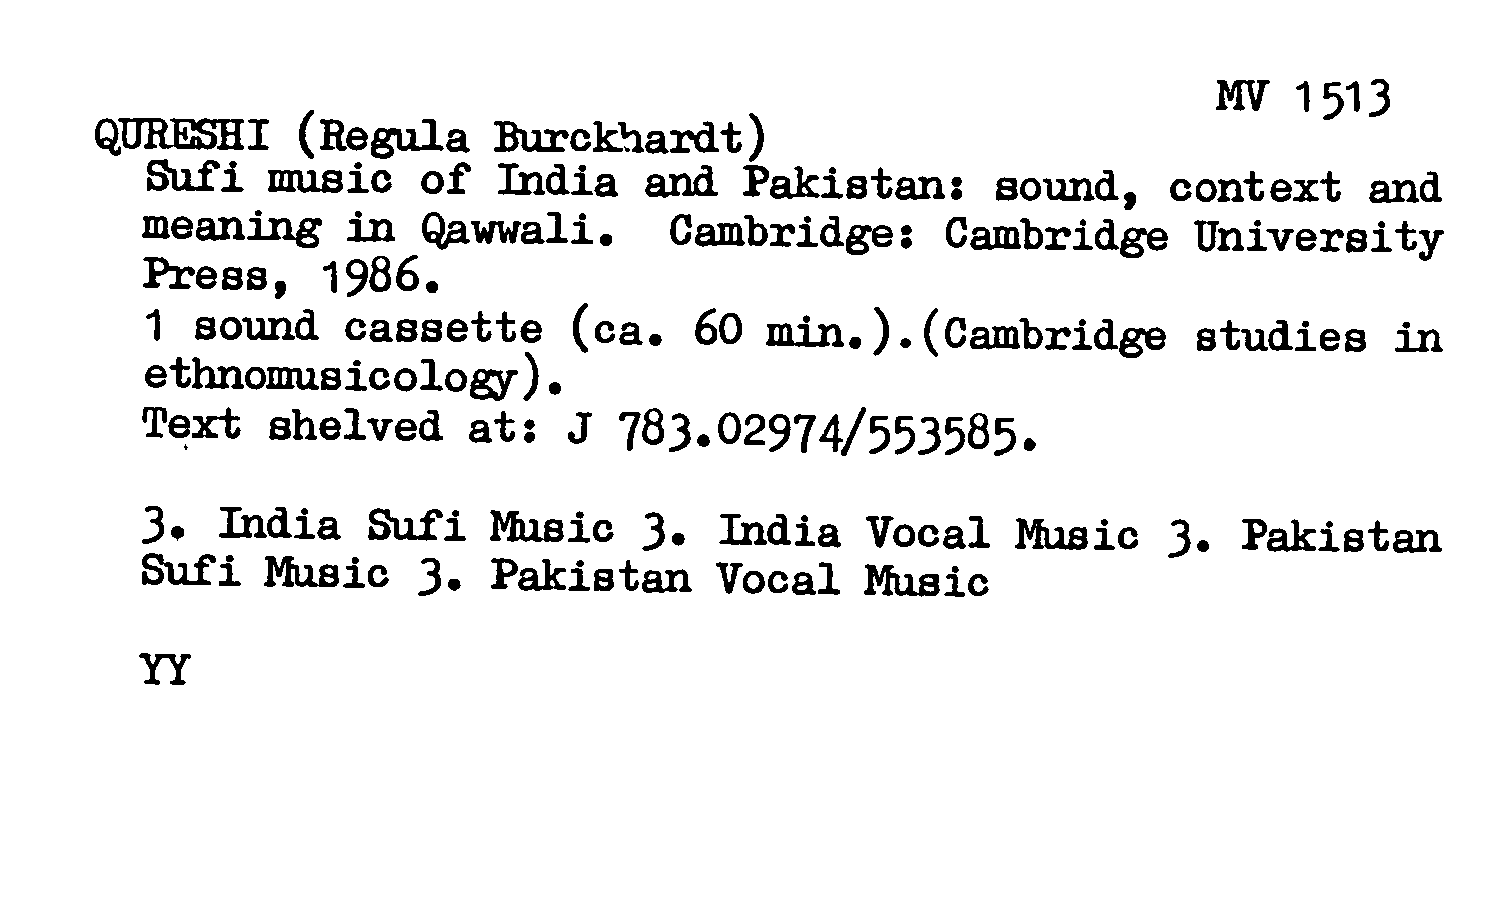 MV 1513
QURESHI (Regula Burckhardt)
Sufi music of India and Pakistan: sound, context and
meaning in Qawwali. Cambridge: Cambridge University
Press, 1986.
1 sound cassette (ca. 60 min.).(Cambridge studies in
ethnomusicology).
Text shelved at: J 783.02974/553585.
3. India Sufi Music 3. India Vocal Music 3. Pakistan
Sufi Music 3. Pakistan Vocal Music
YY